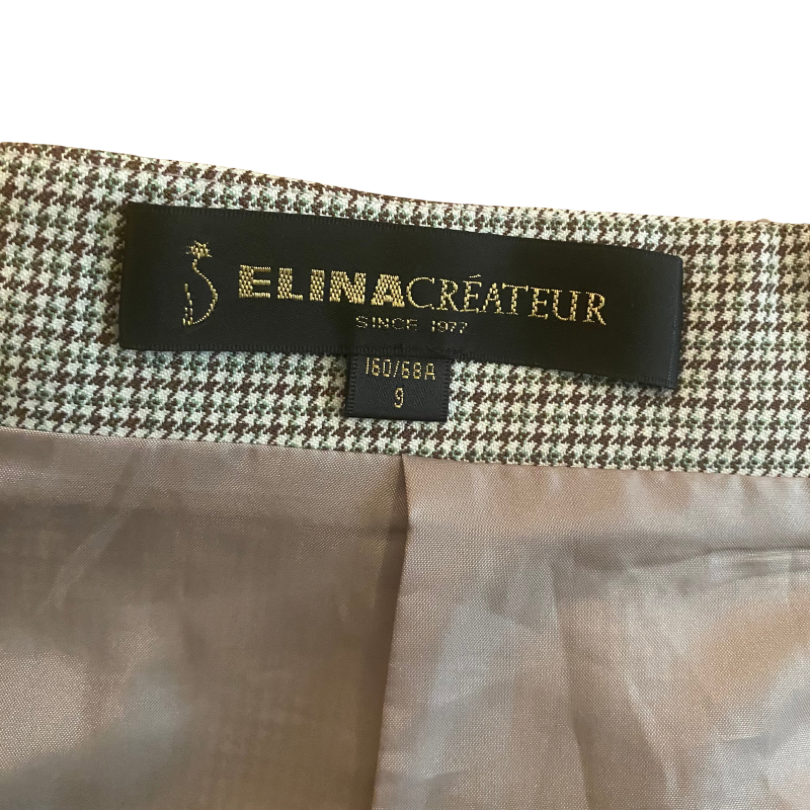 ELINACRÉATEUR
SINCE 1977
160/68A
9